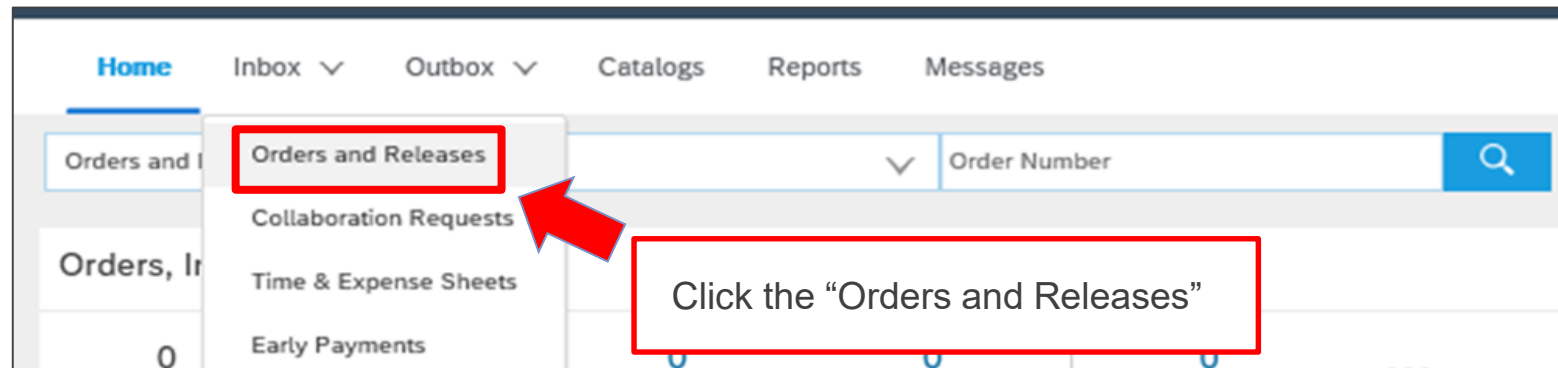 Home Inbox Outbox Catalogs Reports Messages
Orders and Order Number
Orders and Releases
Collaboration Requests
Orders,
Time & Expense Sheets
Click the “Orders and Releases”
Early Payments
0 0 0 0